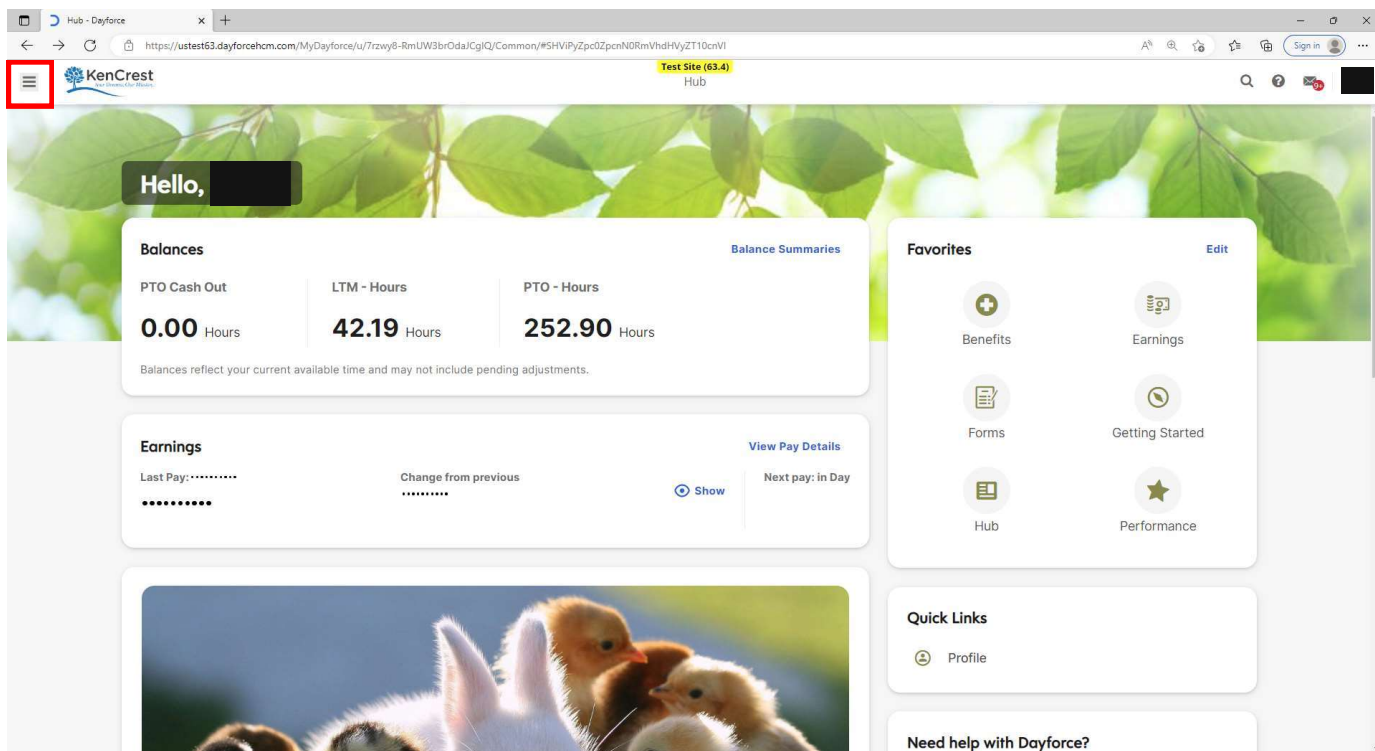 Hub - Dayforce
https://ustest63.dayforcehcm.com/MyDayforce/u/7rzwy8-RmUW3brOdaJCglQ/Common/#SHViPyZpc0ZpcnN0RmVhdHVyZT10cnVl
Sign in
KenCrest
Test Site (63.4)
Hub
9+
Hello,
Balances
Balance Summaries
PTO Cash Out
LTM - Hours
PTO - Hours
0.00 Hours
42.19 Hours
252.90 Hours
Balances reflect your current available time and may not include pending adjustments.
Earnings
View Pay Details
Last Pay:
Change from previous
Show
Next pay: in Day
Favorites
Edit
Benefits
Earnings
Forms
Getting Started
Hub
Performance
Quick Links
Profile
Need help with Dayforce?